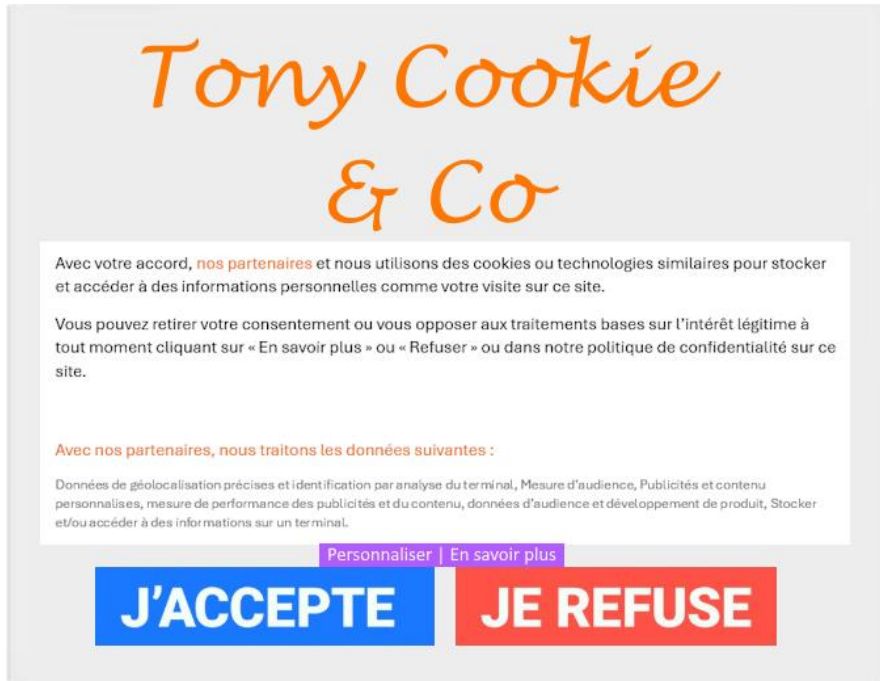 Tony Cookie
& Co
Avec votre accord, nos partenaires et nous utilisons des cookies ou technologies similaires pour stocker
et accéder à des informations personnelles comme votre visite sur ce site.
Vous pouvez retirer votre consentement ou vous opposer aux traitements bases sur l'intérêt légitime à
tout moment cliquant sur « En savoir plus » ou « Refuser » ou dans notre politique de confidentialité sur ce
site.
Avec nos partenaires, nous traitons les données suivantes :
Données de géolocalisation précises et identification par analyse du terminal, Mesure d'audience, Publicités et contenu
personnalises, mesure de performance des publicités et du contenu, données d'audience et développement de produit, Stocker
et/ou accéder à des informations sur un terminal.
Personnaliser | En savoir plus
J'ACCEPTE JE REFUSE